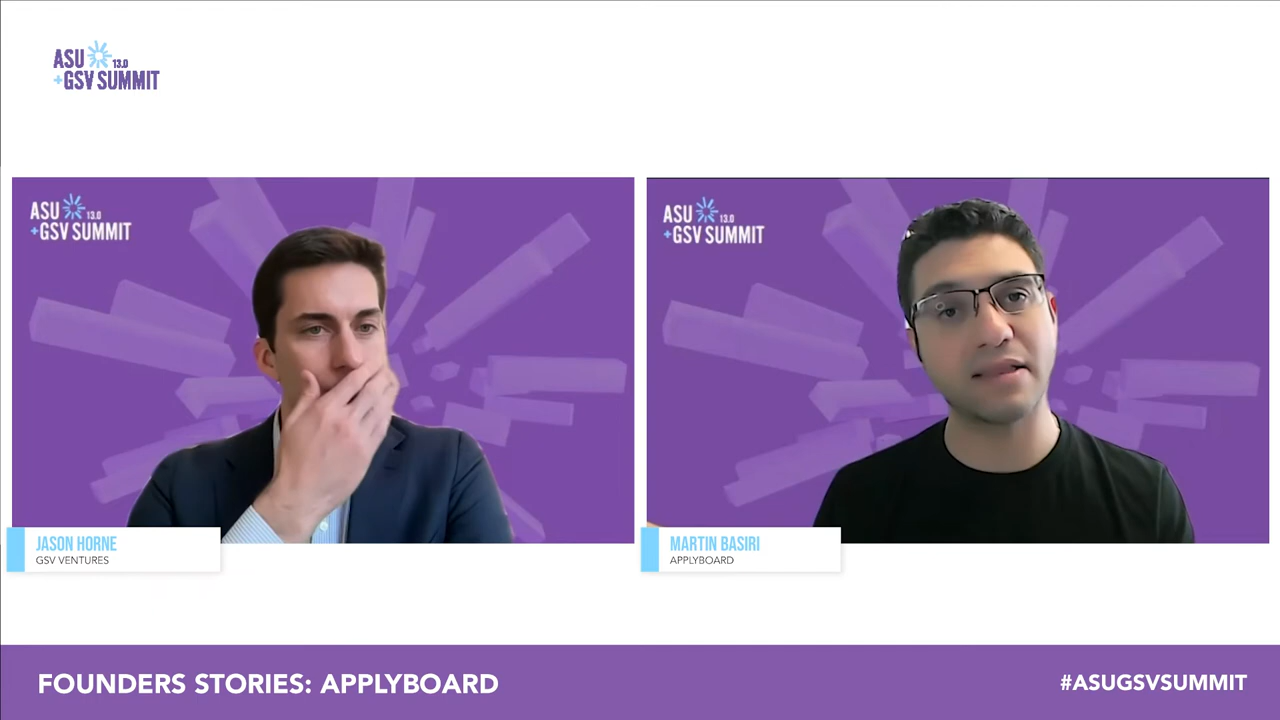 ASU 13.0
+GSV SUMMIT
ASU 13.0
+GSV SUMMIT
ASU 13.0
+GSV SUMMIT
JASON HORNE
GSV VENTURES
MARTIN BASIRI
APPLYBOARD
FOUNDERS STORIES: APPLYBOARD
#ASUGSVSUMMIT